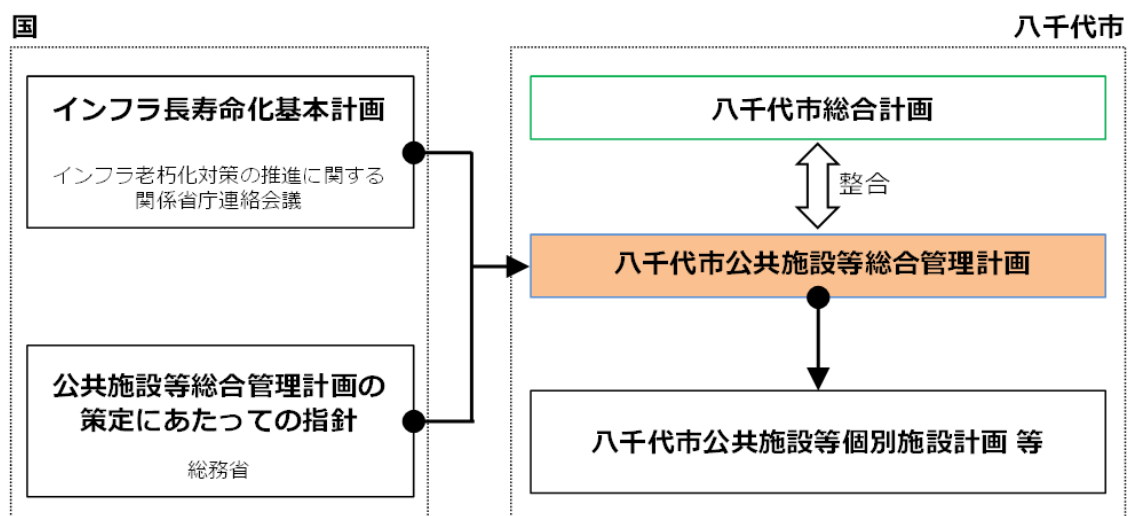 国
インフラ長寿命化基本計画
インフラ老朽化対策の推進に関する
関係省庁連絡会議
公共施設等総合管理計画の
策定にあたっての指針
総務省
八千代市
八千代市総合計画
整合
八千代市公共施設等総合管理計画
八千代市公共施設等個別施設計画 等